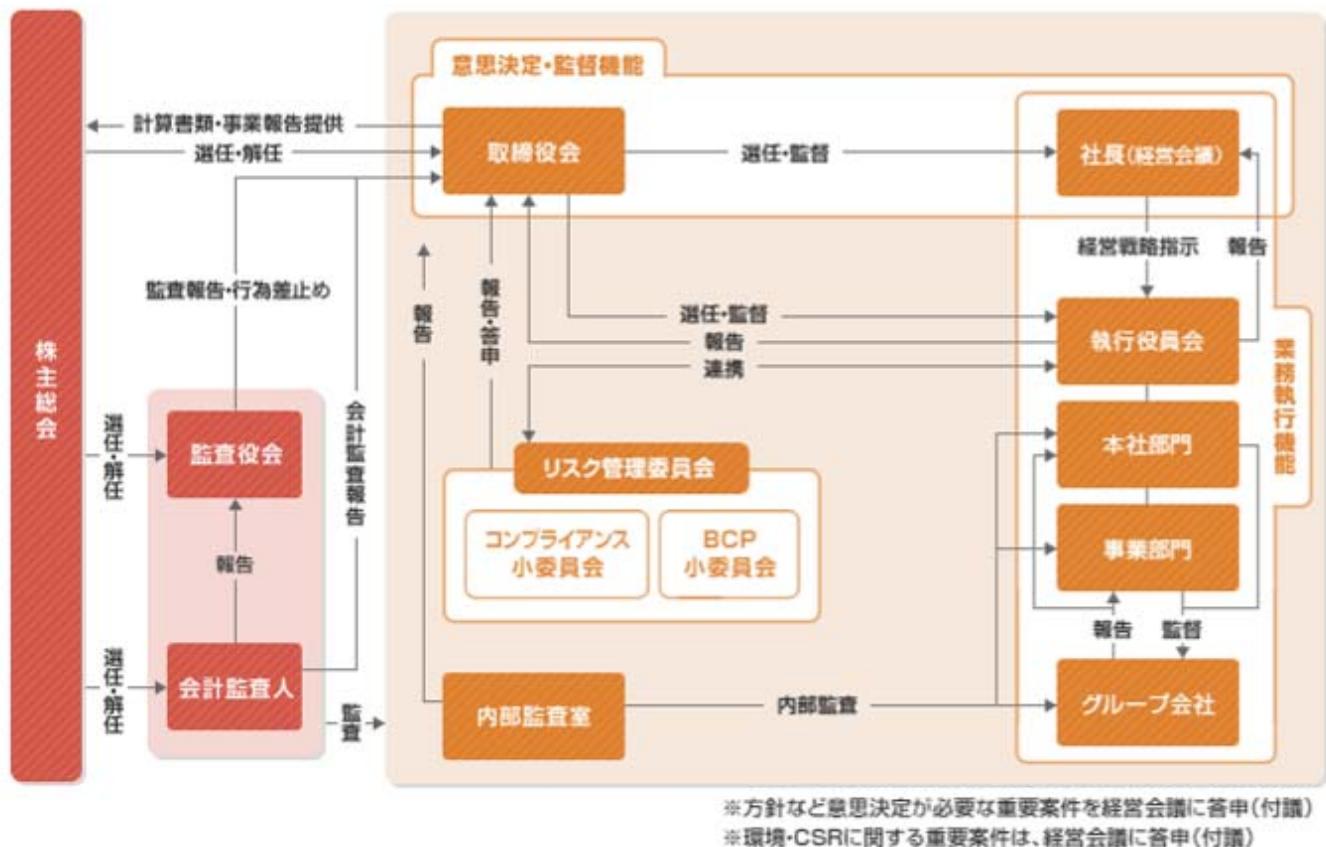 意思決定・監督機能
計算書類・事業報告提供
選任・解任
取締役会
選任・監督
社長(経営会議)
経営戦略指示
報告
監査報告・行為差止め
報告
報告・答申
選任・監督
報告
連携
執行役員会
業務執行機能
株主総会
選任・解任
監査役会
会計監査報告
リスク管理委員会
本社部門
コンプライアンス
小委員会
BCP
小委員会
事業部門
報告
報告
監督
選任・解任
会計監査人
監査
内部監査室
内部監査
グループ会社
※方針など意思決定が必要な重要案件を経営会議に答申(付議)
※環境・CSRに関する重要案件は、経営会議に答申(付議)